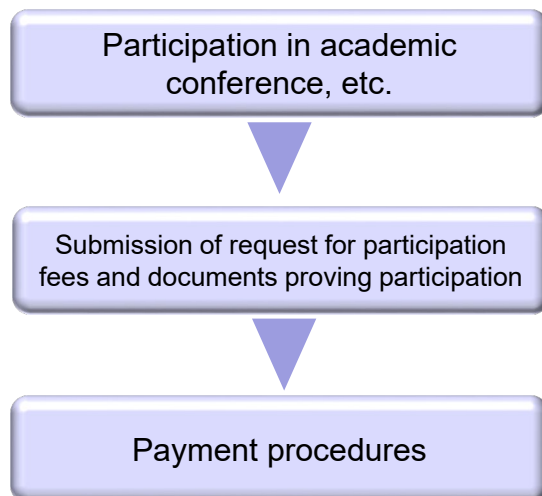 Participation in academic
conference, etc.
Submission of request for participation
fees and documents proving participation
Payment procedures